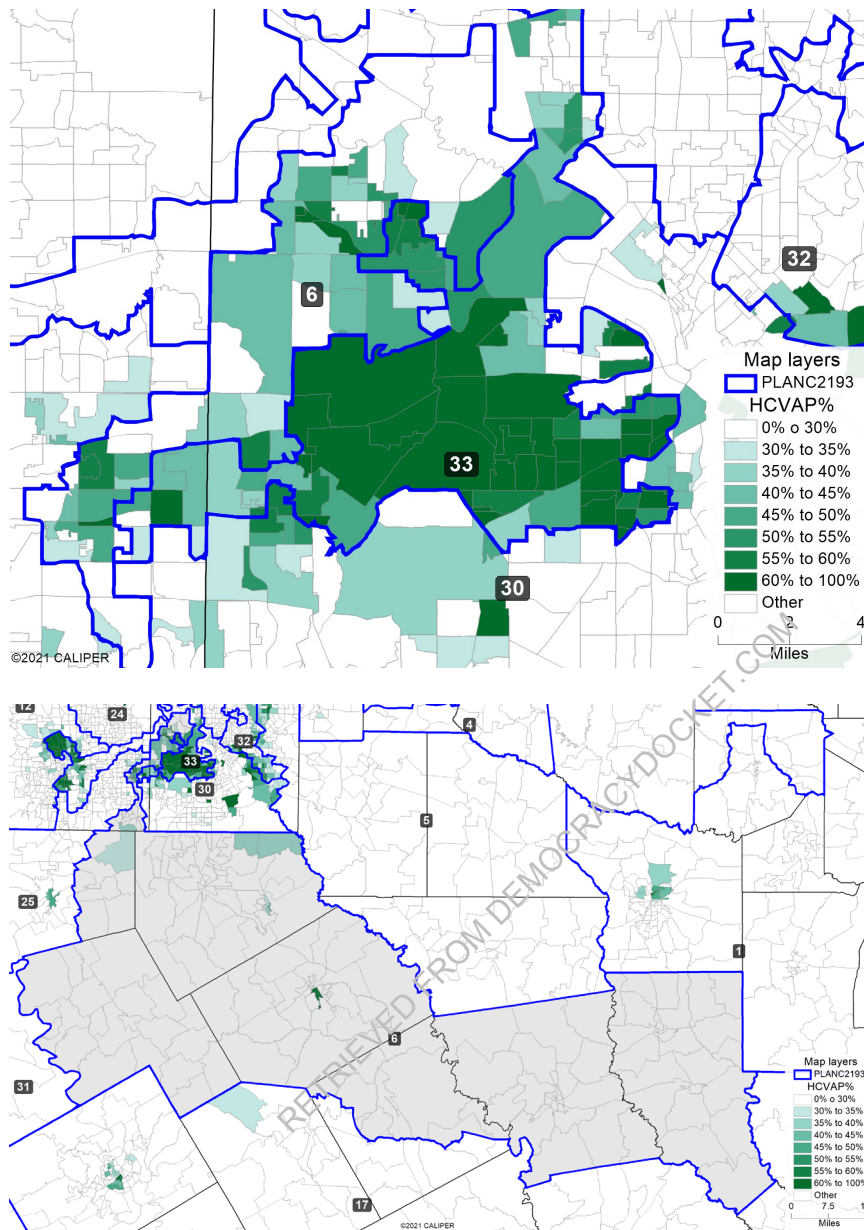 32
6
Map layers
PLANC2193
HCVAP%
0% o 30%
30% to 35%
35% to 40%
40% to 45%
45% to 50%
50% to 55%
55% to 60%
60% to 100%
Other
33
30
0 2 4
Miles
©2021 CALIPER
RETRIEVED FROM DEMOCRACYDOCKET.COM
12
24
4
32
33
30
5
25
1
6
31
17
Map layers
PLANC2193
HCVAP%
0% o 30%
30% to 35%
35% to 40%
40% to 45%
45% to 50%
50% to 55%
55% to 60%
60% to 100%
Other
0 7.5
Miles
©2021 CALIPER